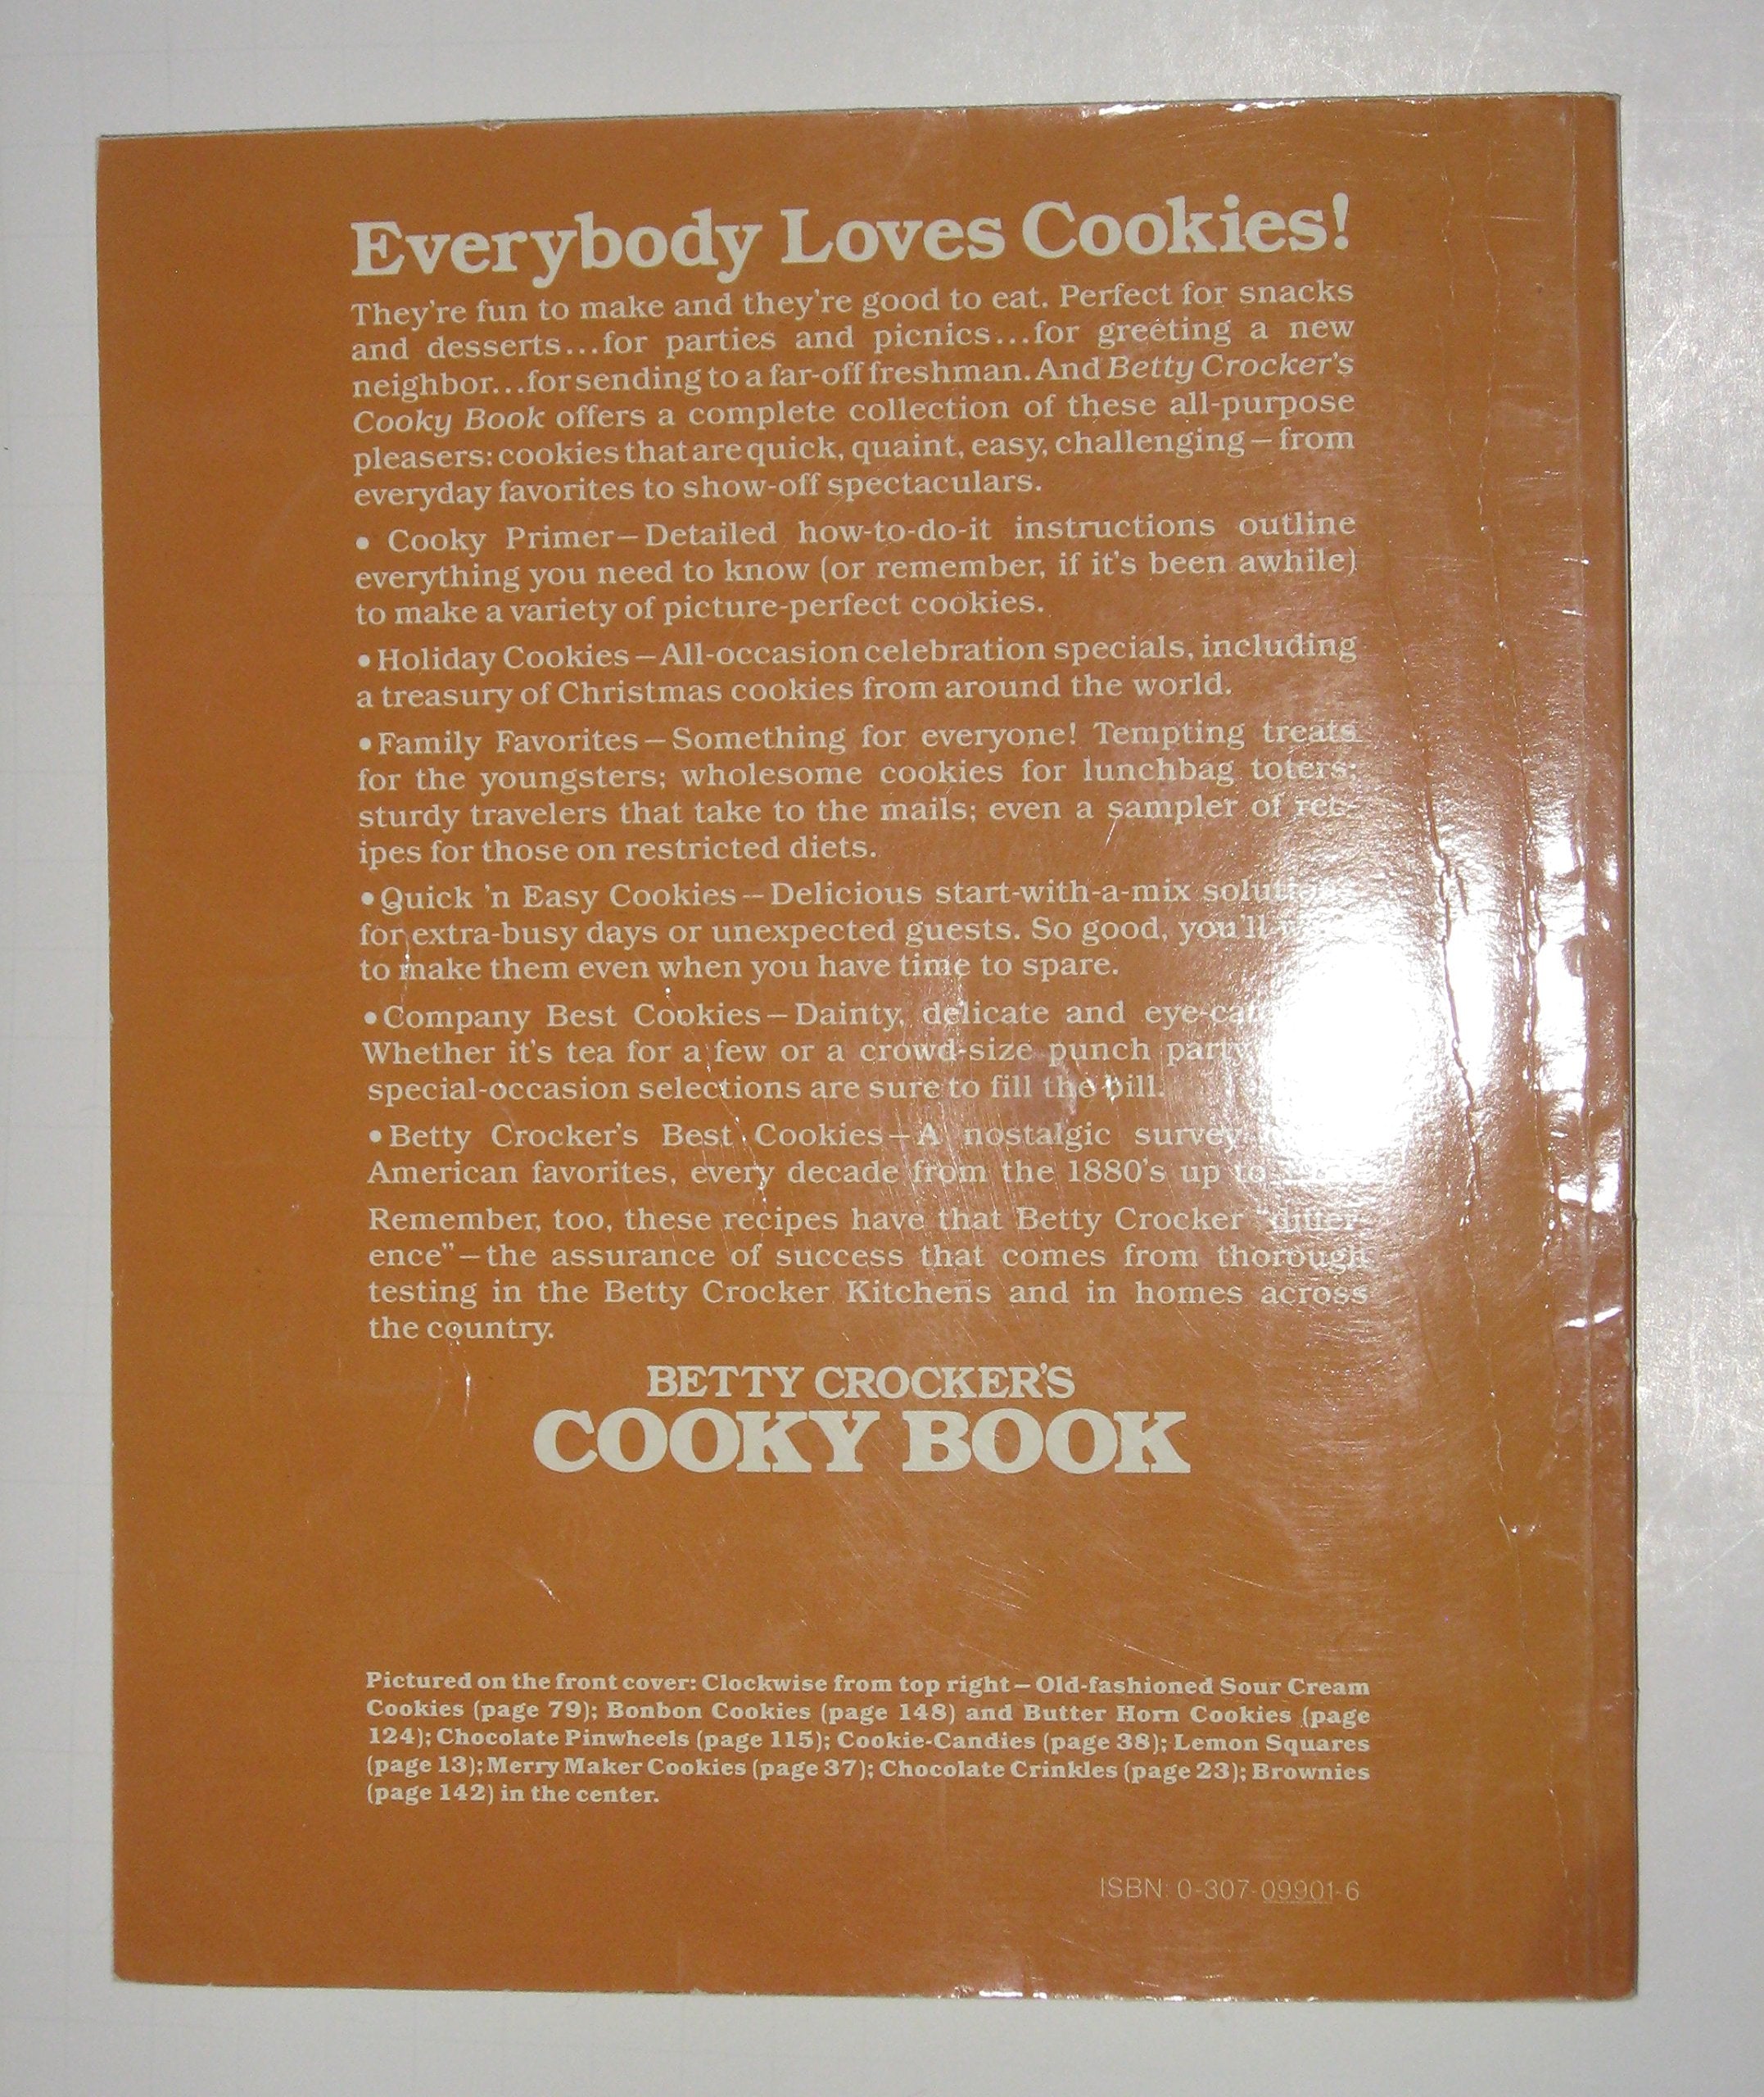 Everybody Loves Cookies!
They're fun to make and they're good to eat. Perfect for snacks
and desserts...for parties and picnics...for greeting a new
neighbor...for sending to a far-off freshman. And Betty Crocker's
Cooky Book offers a complete collection of these all-purpose
pleasers: cookies that are quick, quaint, easy, challenging—from
everyday favorites to show-off spectaculars.
• Cooky Primer—Detailed how-to-do-it instructions outline
everything you need to know (or remember, if it's been awhile)
to make a variety of picture-perfect cookies.
• Holiday Cookies—All-occasion celebration specials, including
a treasury of Christmas cookies from around the world.
• Family Favorites—Something for everyone! Tempting treats
for the youngsters; wholesome cookies for lunchbag toters;
sturdy travelers that take to the mails; even a sampler of rec-
ipes for those on restricted diets.
• Quick 'n Easy Cookies—Delicious start-with-a-mix
for extra-busy days or unexpected guests. So good, you'll
to make them even when you have time to spare.
• Company Best Cookies—Dainty, delicate and
Whether it's tea for a few or a crowd-size punch party
special-occasion selections are sure to fill the bill.
• Betty Crocker's Best Cookies—A nostalgic survey
American favorites, every decade from the 1880's up to
Remember, too, these recipes have that Betty Crocker "differ-
ence"—the assurance of success that comes from thorough
testing in the Betty Crocker Kitchens and in homes across
the country.
BETTY CROCKER'S
COOKY BOOK
Pictured on the front cover: Clockwise from top right—Old-fashioned Sour Cream
Cookies (page 79); Bonbon Cookies (page 148) and Butter Horn Cookies (page
124); Chocolate Pinwheels (page 115); Cookie-Candies (page 38); Lemon Squares
(page 13); Merry Maker Cookies (page 37); Chocolate Crinkles (page 23); Brownies
(page 142) in the center.
ISBN: 0-307-09901-6